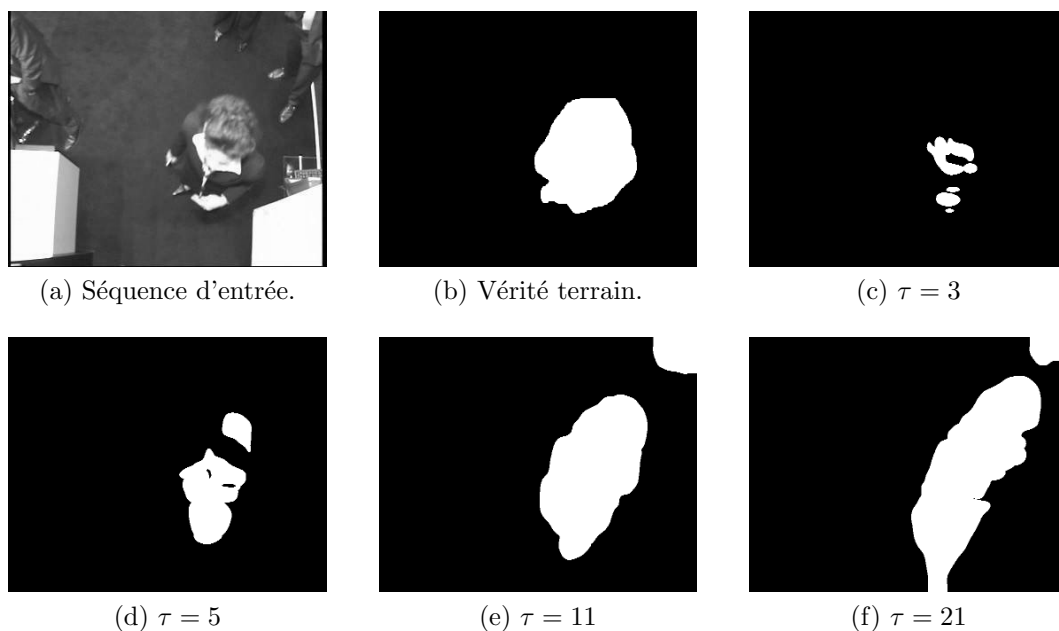 (a) Séquence d'entrée.
(b) Vérité terrain.
(c) τ = 3
(d) τ = 5
(e) τ = 11
(f) τ = 21